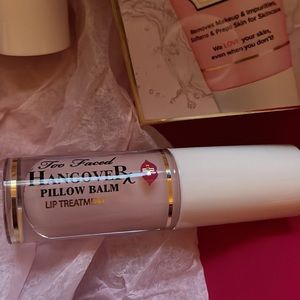 Removes Makeup & Impurities,
Softens & Preps Skin for Skincare
We LOVE your skin,
even when you don't!
Too Faced
HANGOVERX
PILLOW BALM
LIP TREATMENT